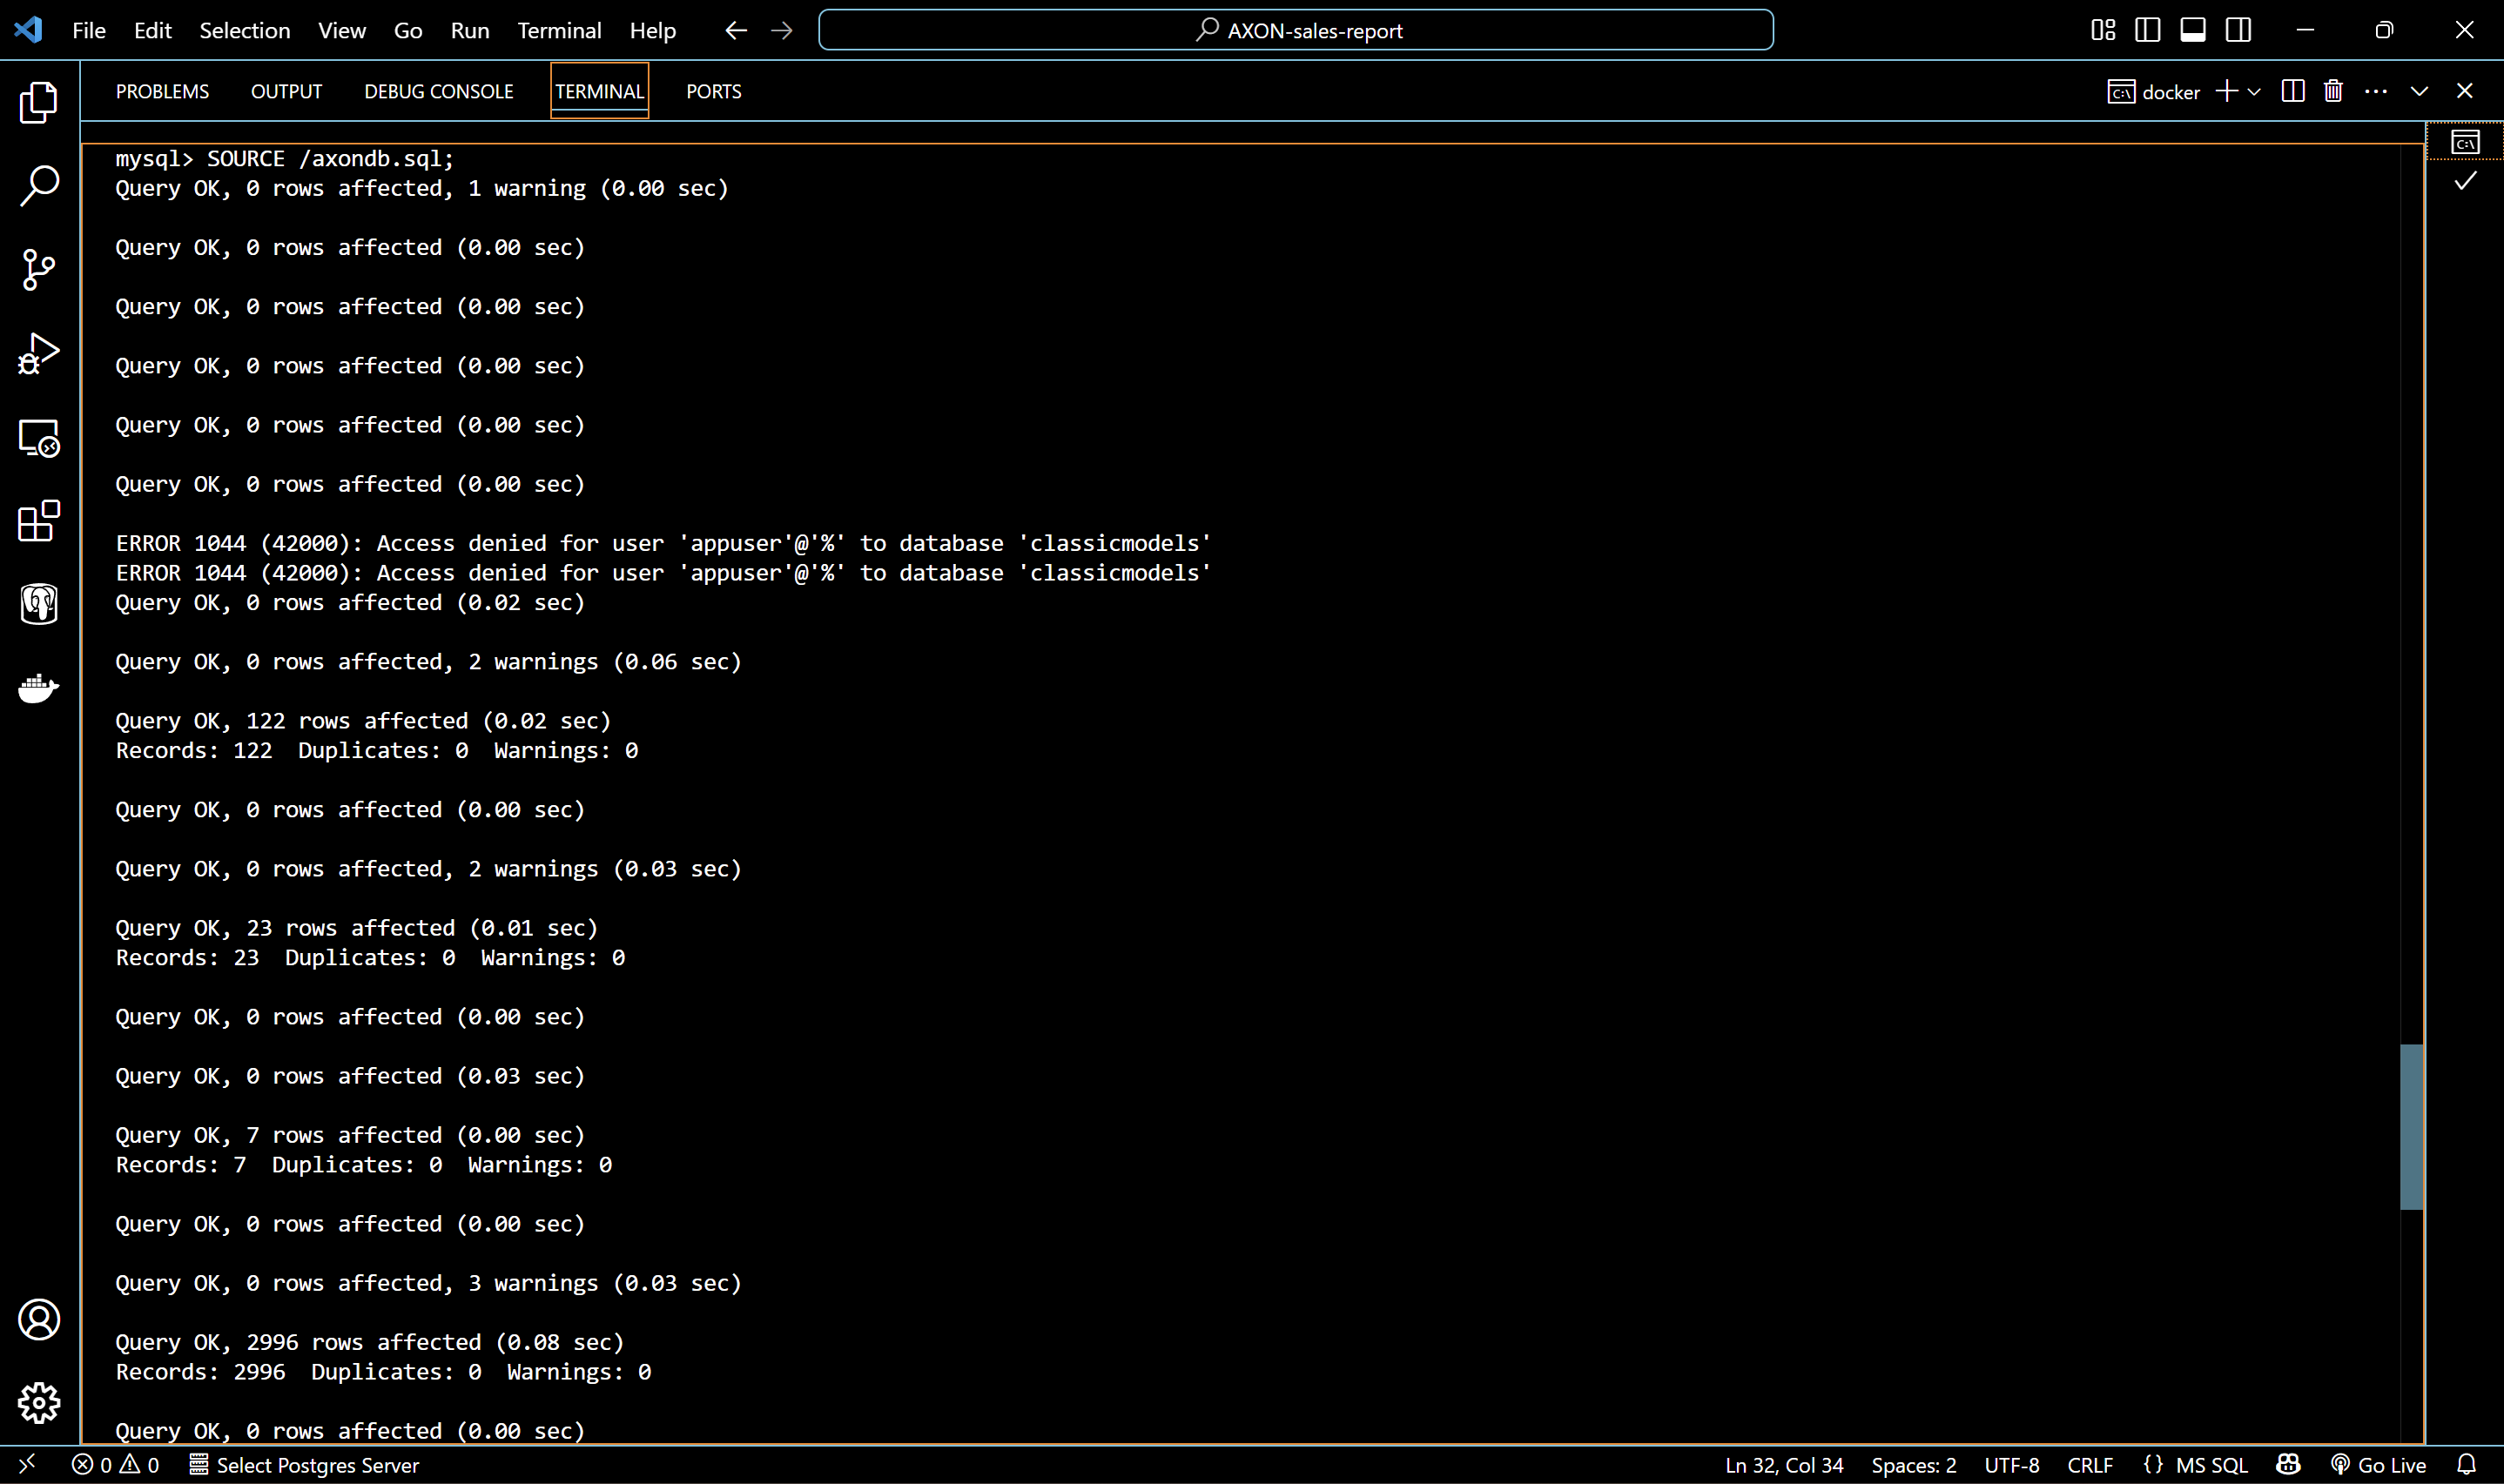 File Edit Selection View Go Run Terminal Help AXON-sales-report
PROBLEMS OUTPUT DEBUG CONSOLE TERMINAL PORTS docker
mysql> SOURCE /axondb.sql;
Query OK, 0 rows affected, 1 warning (0.00 sec)
Query OK, 0 rows affected (0.00 sec)
Query OK, 0 rows affected (0.00 sec)
Query OK, 0 rows affected (0.00 sec)
Query OK, 0 rows affected (0.00 sec)
Query OK, 0 rows affected (0.00 sec)
ERROR 1044 (42000): Access denied for user 'appuser'@'%' to database 'classicmodels'
ERROR 1044 (42000): Access denied for user 'appuser'@'%' to database 'classicmodels'
Query OK, 0 rows affected (0.02 sec)
Query OK, 0 rows affected, 2 warnings (0.06 sec)
Query OK, 122 rows affected (0.02 sec)
Records: 122  Duplicates: 0  Warnings: 0
Query OK, 0 rows affected (0.00 sec)
Query OK, 0 rows affected, 2 warnings (0.03 sec)
Query OK, 23 rows affected (0.01 sec)
Records: 23  Duplicates: 0  Warnings: 0
Query OK, 0 rows affected (0.00 sec)
Query OK, 0 rows affected (0.03 sec)
Query OK, 7 rows affected (0.00 sec)
Records: 7  Duplicates: 0  Warnings: 0
Query OK, 0 rows affected (0.00 sec)
Query OK, 0 rows affected, 3 warnings (0.03 sec)
Query OK, 2996 rows affected (0.08 sec)
Records: 2996  Duplicates: 0  Warnings: 0
Query OK, 0 rows affected (0.00 sec)
0 0 Select Postgres Server Ln 32, Col 34 Spaces: 2 UTF-8 CRLF {} MS SQL Go Live